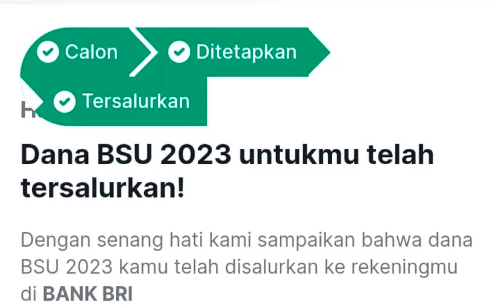 Calon Ditetapkan
Tersalurkan
Dana BSU 2023 untukmu telah
tersalurkan!
Dengan senang hati kami sampaikan bahwa dana
BSU 2023 kamu telah disalurkan ke rekeningmu
di BANK BRI